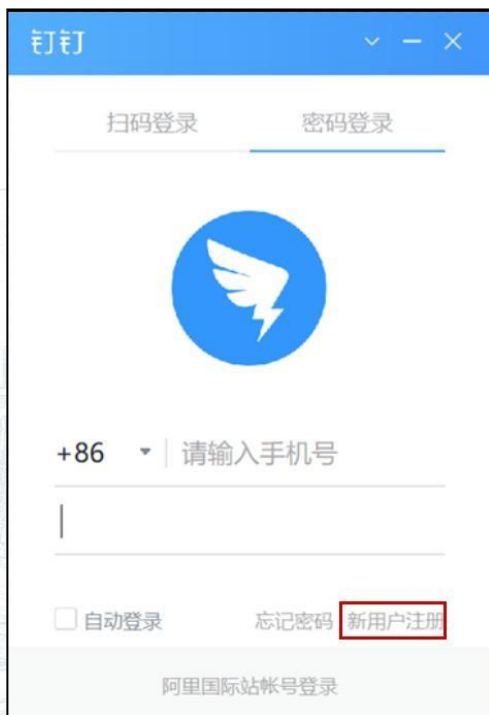 钉钉
扫码登录 密码登录
+86 请输入手机号
自动登录 忘记密码 新用户注册
阿里国际站帐号登录